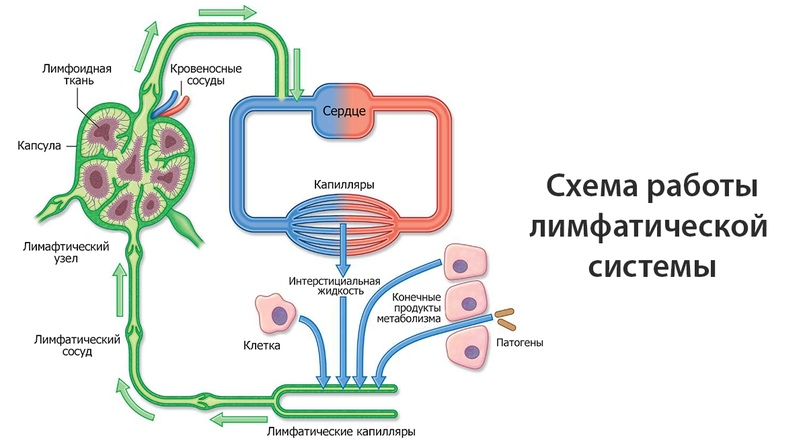 Лимфоидная
ткань
Кровеносные
сосуды
Капсула
Сердце
Капилляры
Лимафтический
узел
Интерстициальная
жидкость
Конечные
продукты
метаболизма
Лимфатический
сосуд
Клетка
Патогены
Лимфатические капилляры
Схема работы
лимфатической
системы